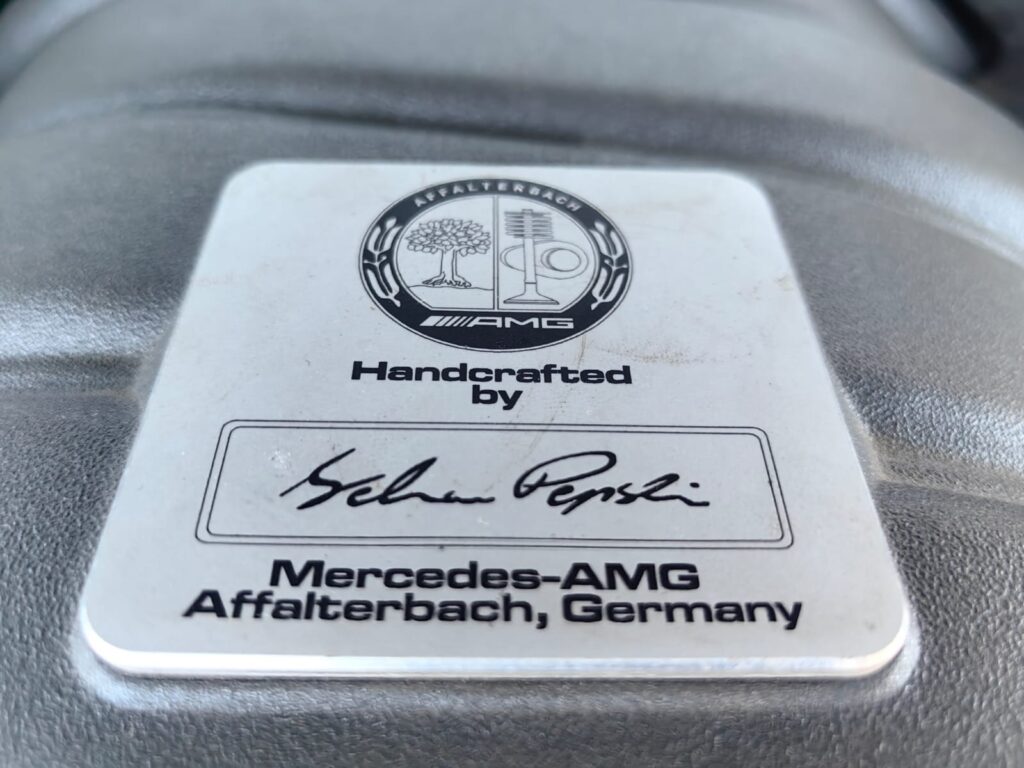 AFFALTERBACH
AMG
Handcrafted
by
Mercedes-AMG
Affalterbach, Germany